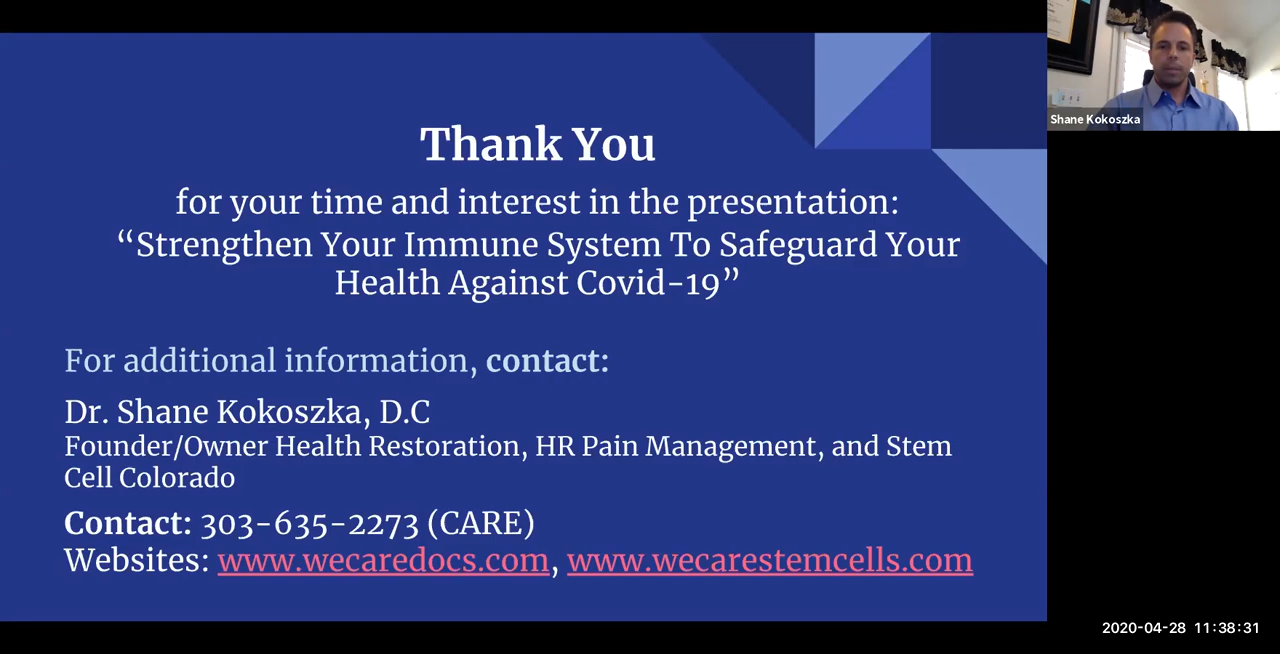 Thank You
for your time and interest in the presentation:
“Strengthen Your Immune System To Safeguard Your
Health Against Covid-19”
For additional information, contact:
Dr. Shane Kokoszka, D.C
Founder/Owner Health Restoration, HR Pain Management, and Stem
Cell Colorado
Contact: 303-635-2273 (CARE)
Websites: www.wecaredocs.com, www.wecarestemcells.com
Shane Kokoszka
2020-04-28 11:38:31